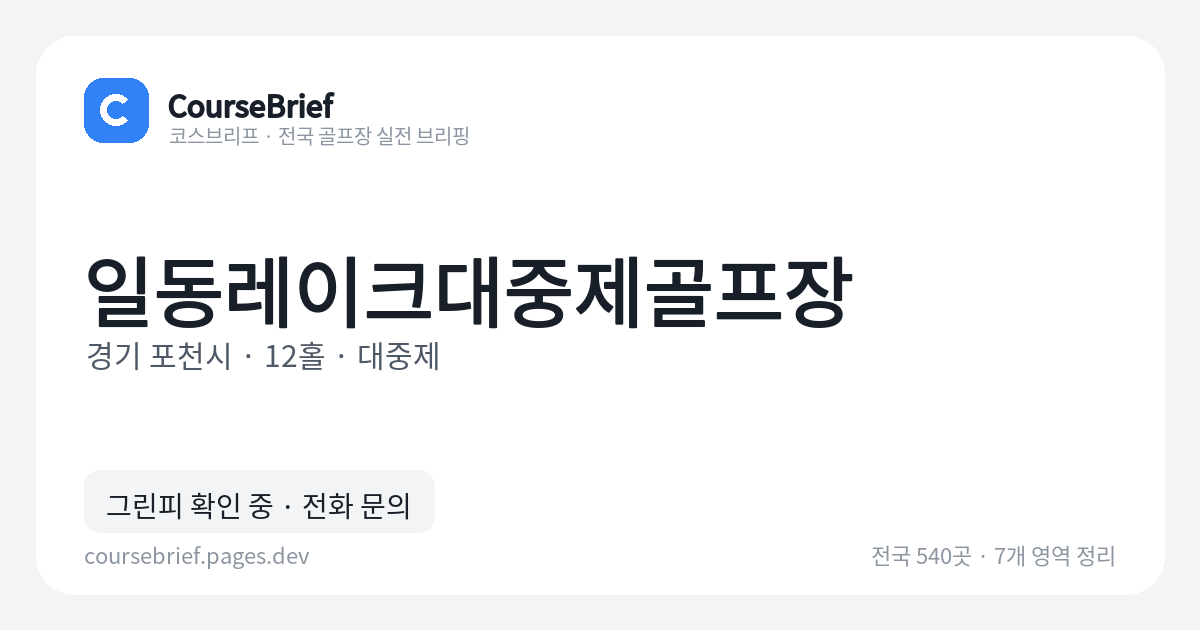 C
CourseBrief
코스브리프 · 전국 골프장 실전 브리핑
일동레이크대중제골프장
경기 포천시 · 12홀 · 대중제
그린피 확인 중 · 전화 문의
coursebrief.pages.dev
전국 540곳 · 7개 영역 정리